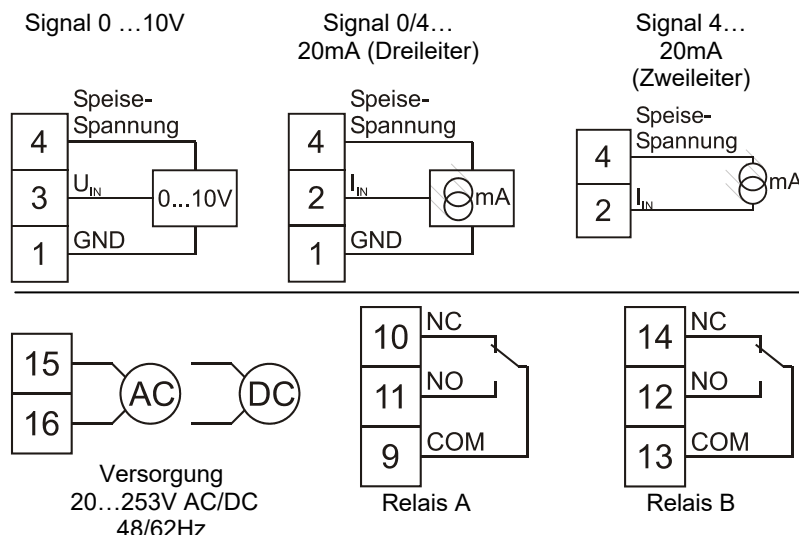 Signal 0 …10V
Signal 0/4…
20mA (Dreileiter)
Signal 4…
20mA
(Zweileiter)
Speise-
Spannung
4
3
1
U_IN
GND
0...10V
Speise-
Spannung
4
2
1
I_IN
GND
mA
Speise-
Spannung
4
2
I_IN
mA
15
16
AC
DC
Versorgung
20…253V AC/DC
48/62Hz
10
11
9
NC
NO
COM
Relais A
14
12
13
NC
NO
COM
Relais B